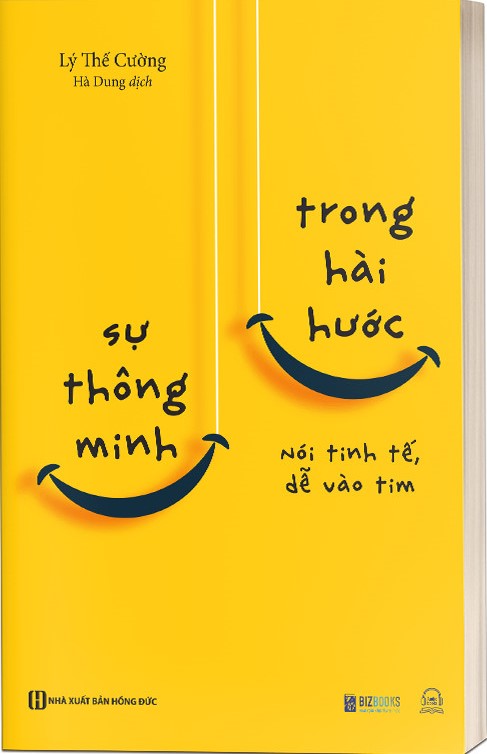 Lý Thế Cường
Hà Dung dịch
sự
thông
minh
trong
hài
hước
Nói tinh tế,
dễ vào tim
NHÀ XUẤT BẢN HỒNG ĐỨC
BIZBOOKS